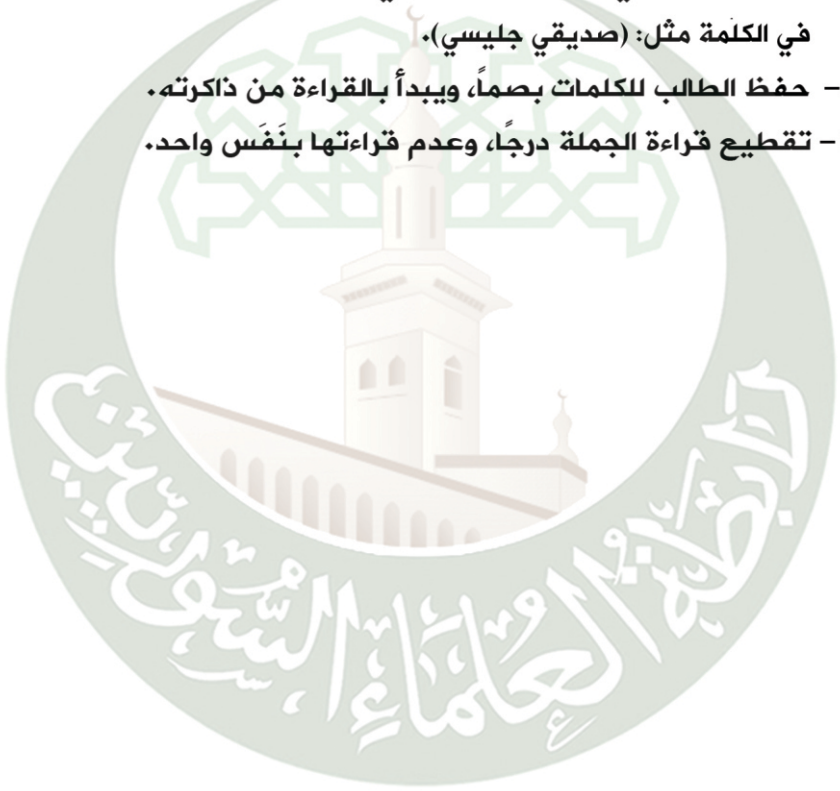 في الكلمة مثل: (صديقي جليسي).
- حفظ الطالب للكلمات بصماً، ويبدأ بالقراءة من ذاكرته.
- تقطيع قراءة الجملة درجًا، وعدم قراءتها بنَفَس واحد.
رابطة العلماء السوريين